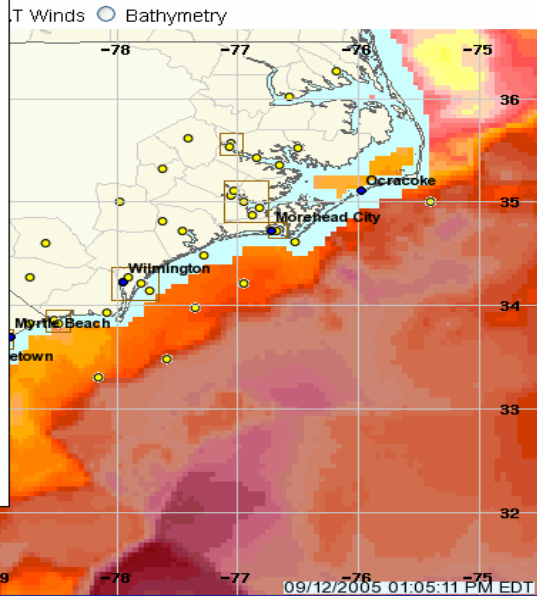 .T Winds Bathymetry
-78 -77 -76 -75
36
Ocracoke
35
Morehead City
Wilmington
34
Myrtle Beach
etown
33
32
9 -78 -77 -76 -75
09/12/2005 01:05:11 PM EDT